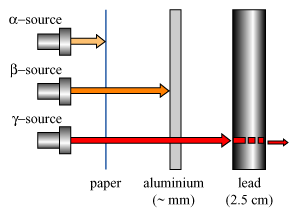 α–source
β–source
γ–source
paper
aluminium
(~ mm)
lead
(2.5 cm)